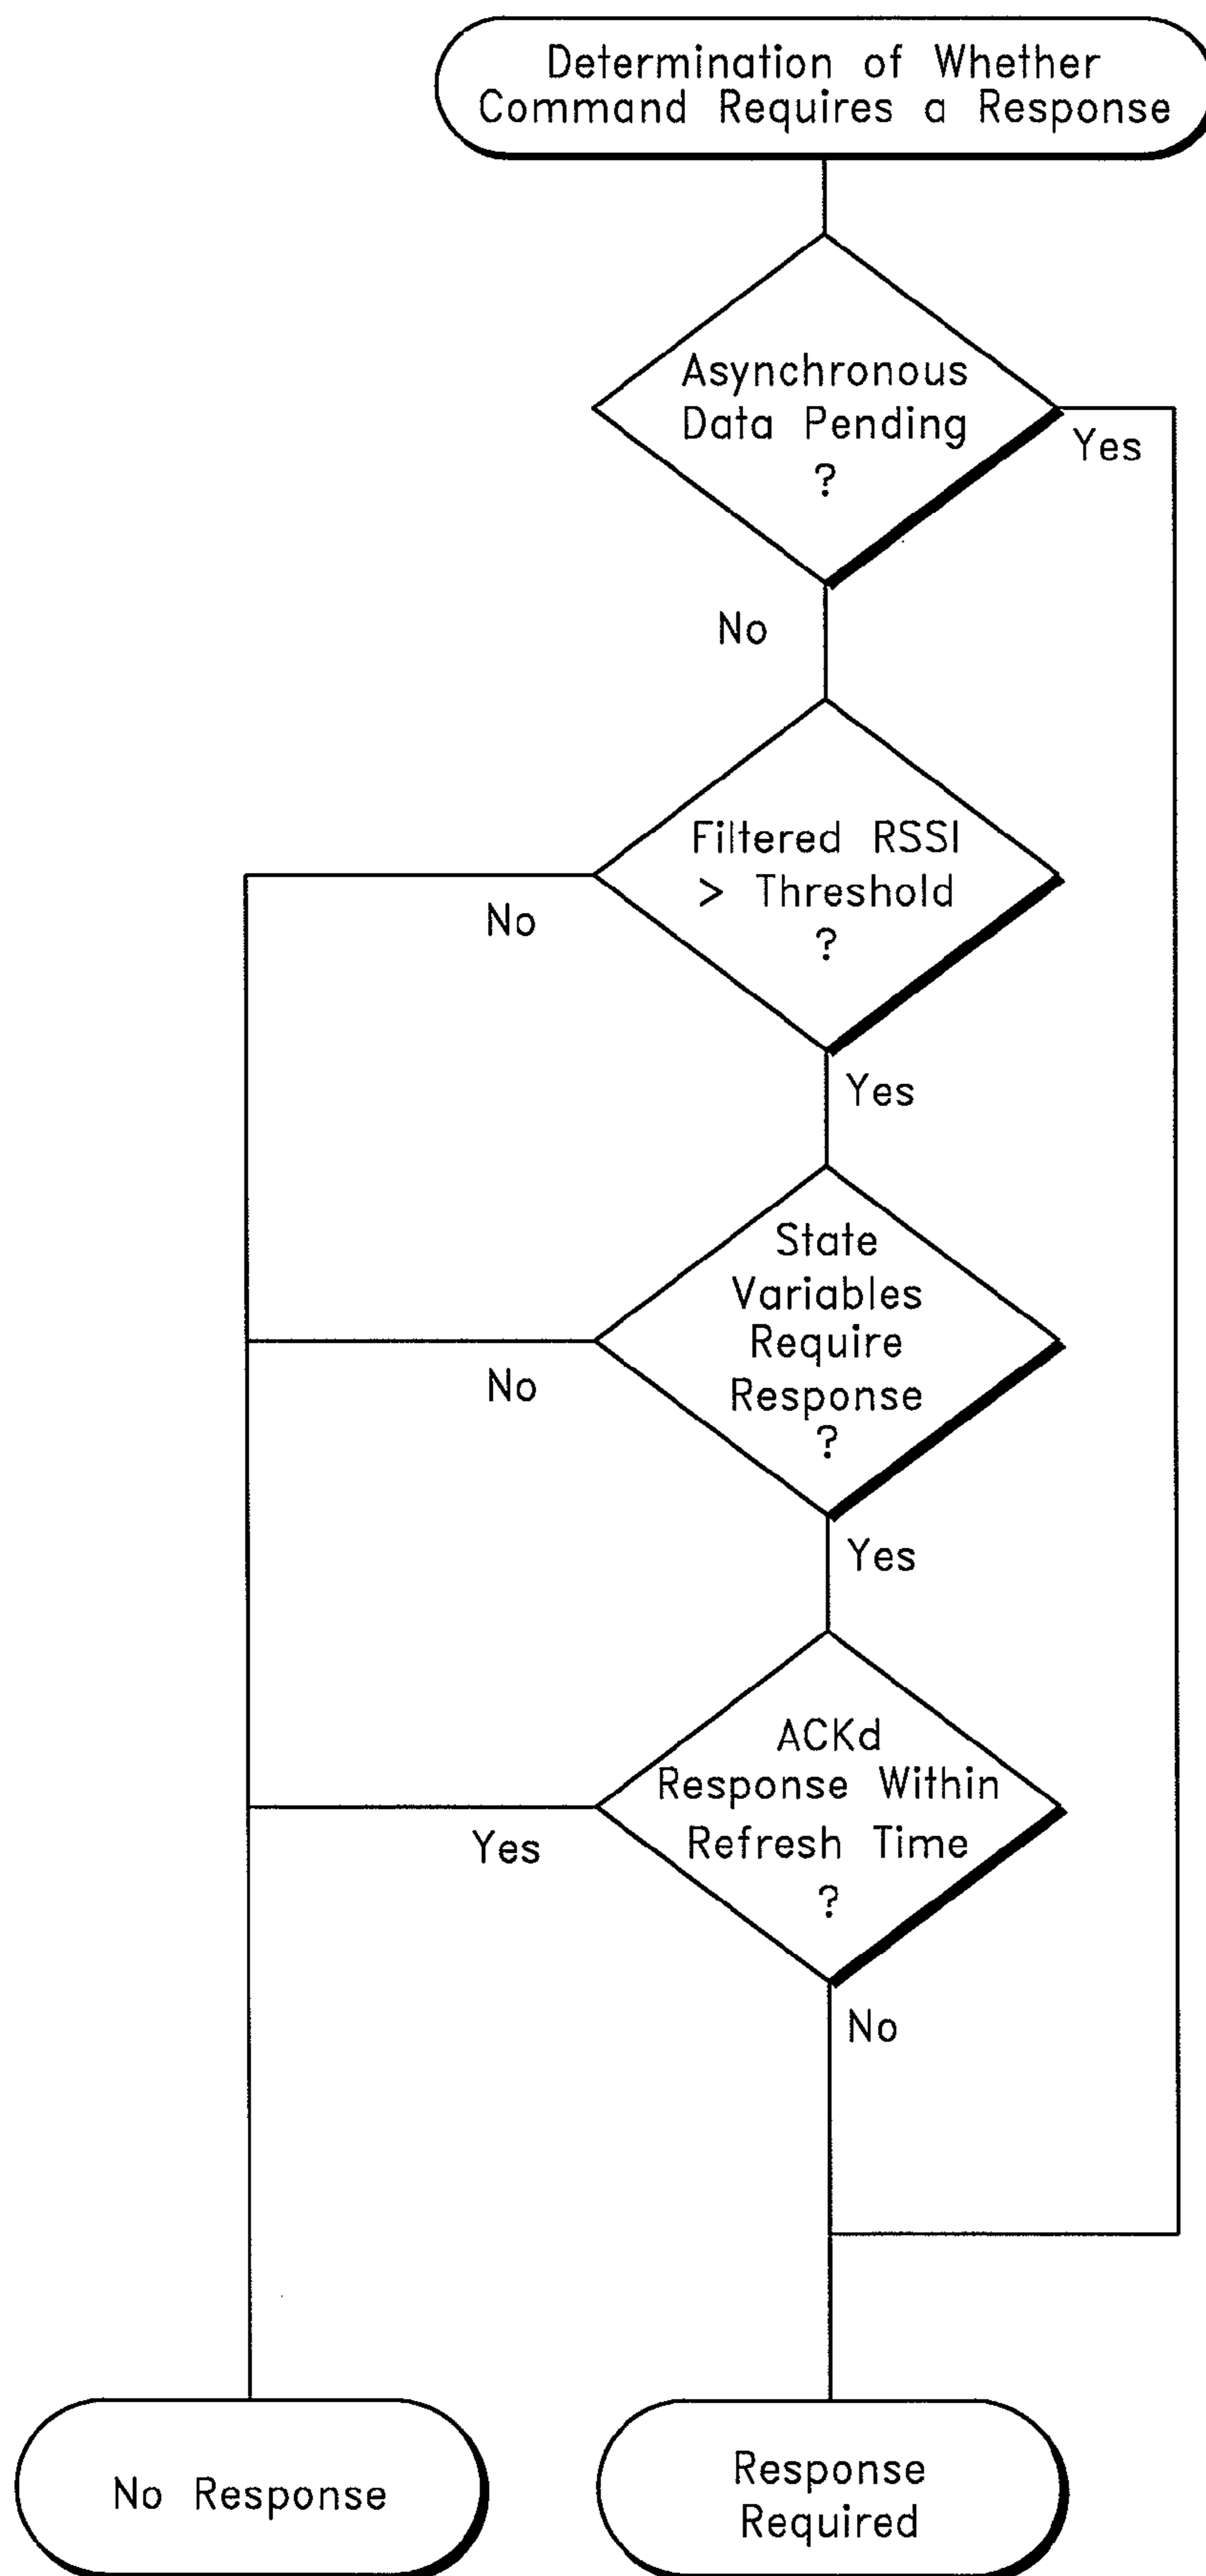 Determination of Whether
Command Requires a Response
Asynchronous
Data Pending
?
Yes
No
Filtered RSSI
> Threshold
?
No
Yes
State
Variables
Require
Response
?
No
Yes
ACKd
Response Within
Refresh Time
?
Yes
No
No Response
Response
Required